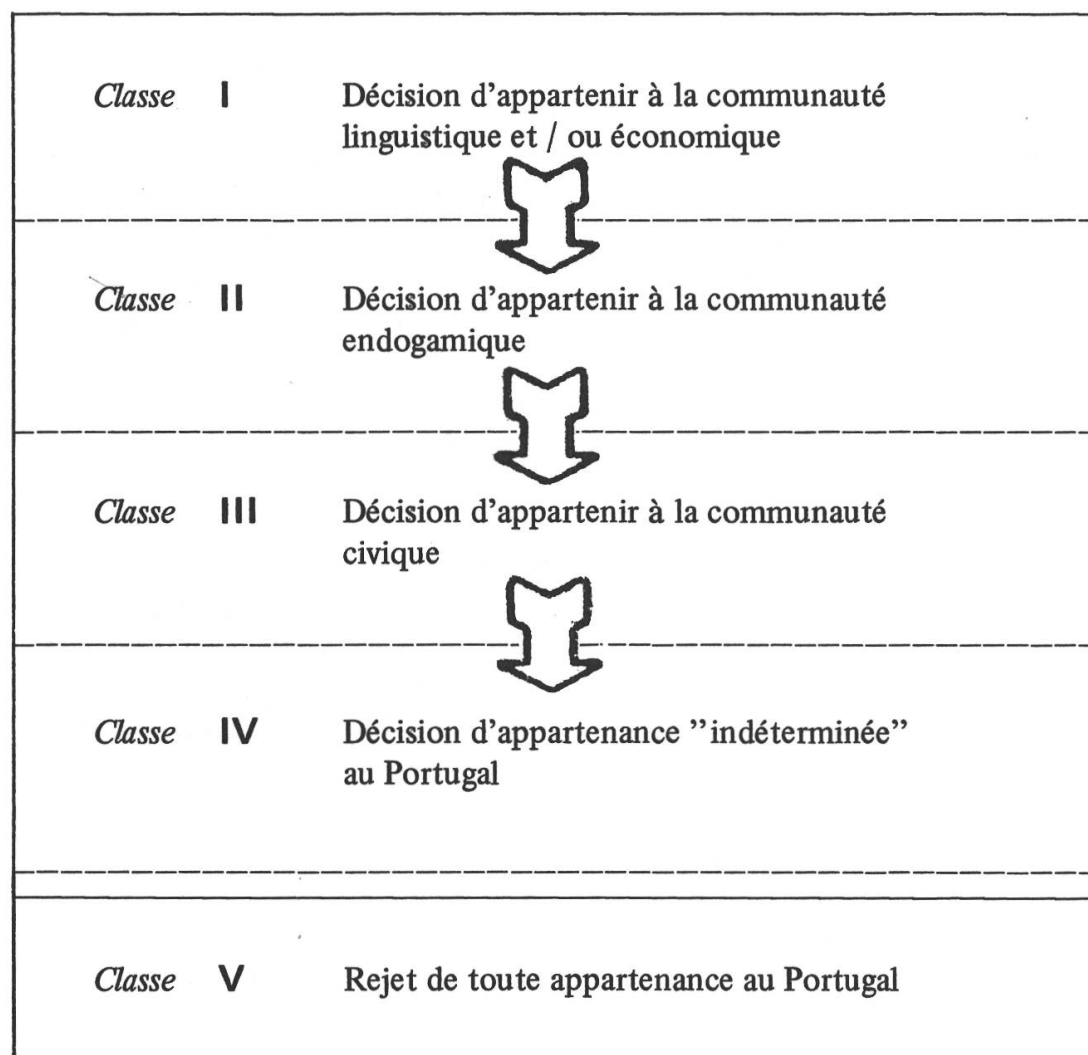 Classe I Décision d'appartenir à la communauté
linguistique et / ou économique
Classe II Décision d'appartenir à la communauté
endogamique
Classe III Décision d'appartenir à la communauté
civique
Classe IV Décision d'appartenance ”indéterminée”
au Portugal
Classe V Rejet de toute appartenance au Portugal